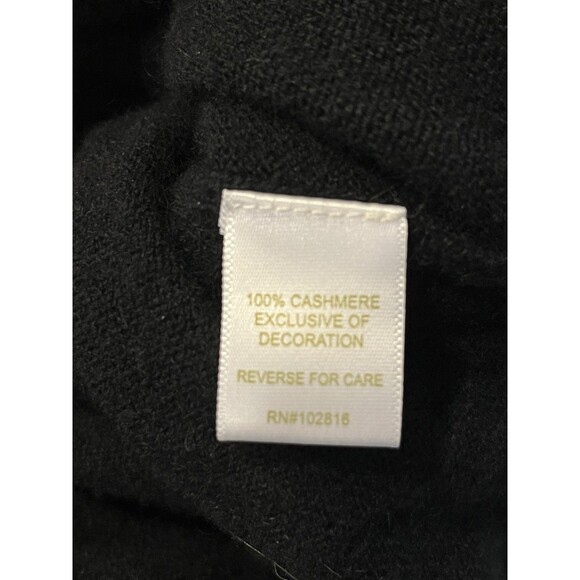 100% CASHMERE
EXCLUSIVE OF
DECORATION
REVERSE FOR CARE
RN#102816